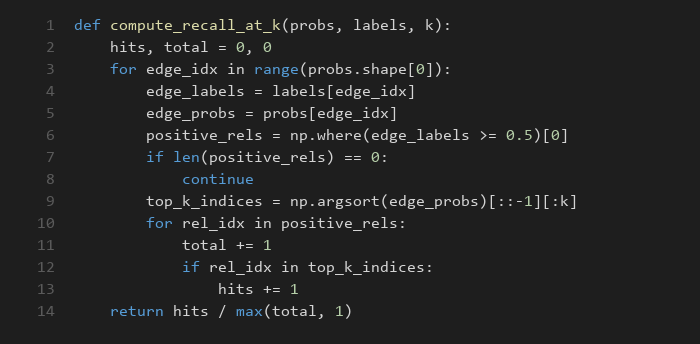 1 def compute_recall_at_k(probs, labels, k):
2     hits, total = 0, 0
3     for edge_idx in range(probs.shape[0]):
4         edge_labels = labels[edge_idx]
5         edge_probs = probs[edge_idx]
6         positive_rels = np.where(edge_labels >= 0.5)[0]
7         if len(positive_rels) == 0:
8             continue
9         top_k_indices = np.argsort(edge_probs)[::-1][:k]
10         for rel_idx in positive_rels:
11             total += 1
12             if rel_idx in top_k_indices:
13                 hits += 1
14     return hits / max(total, 1)